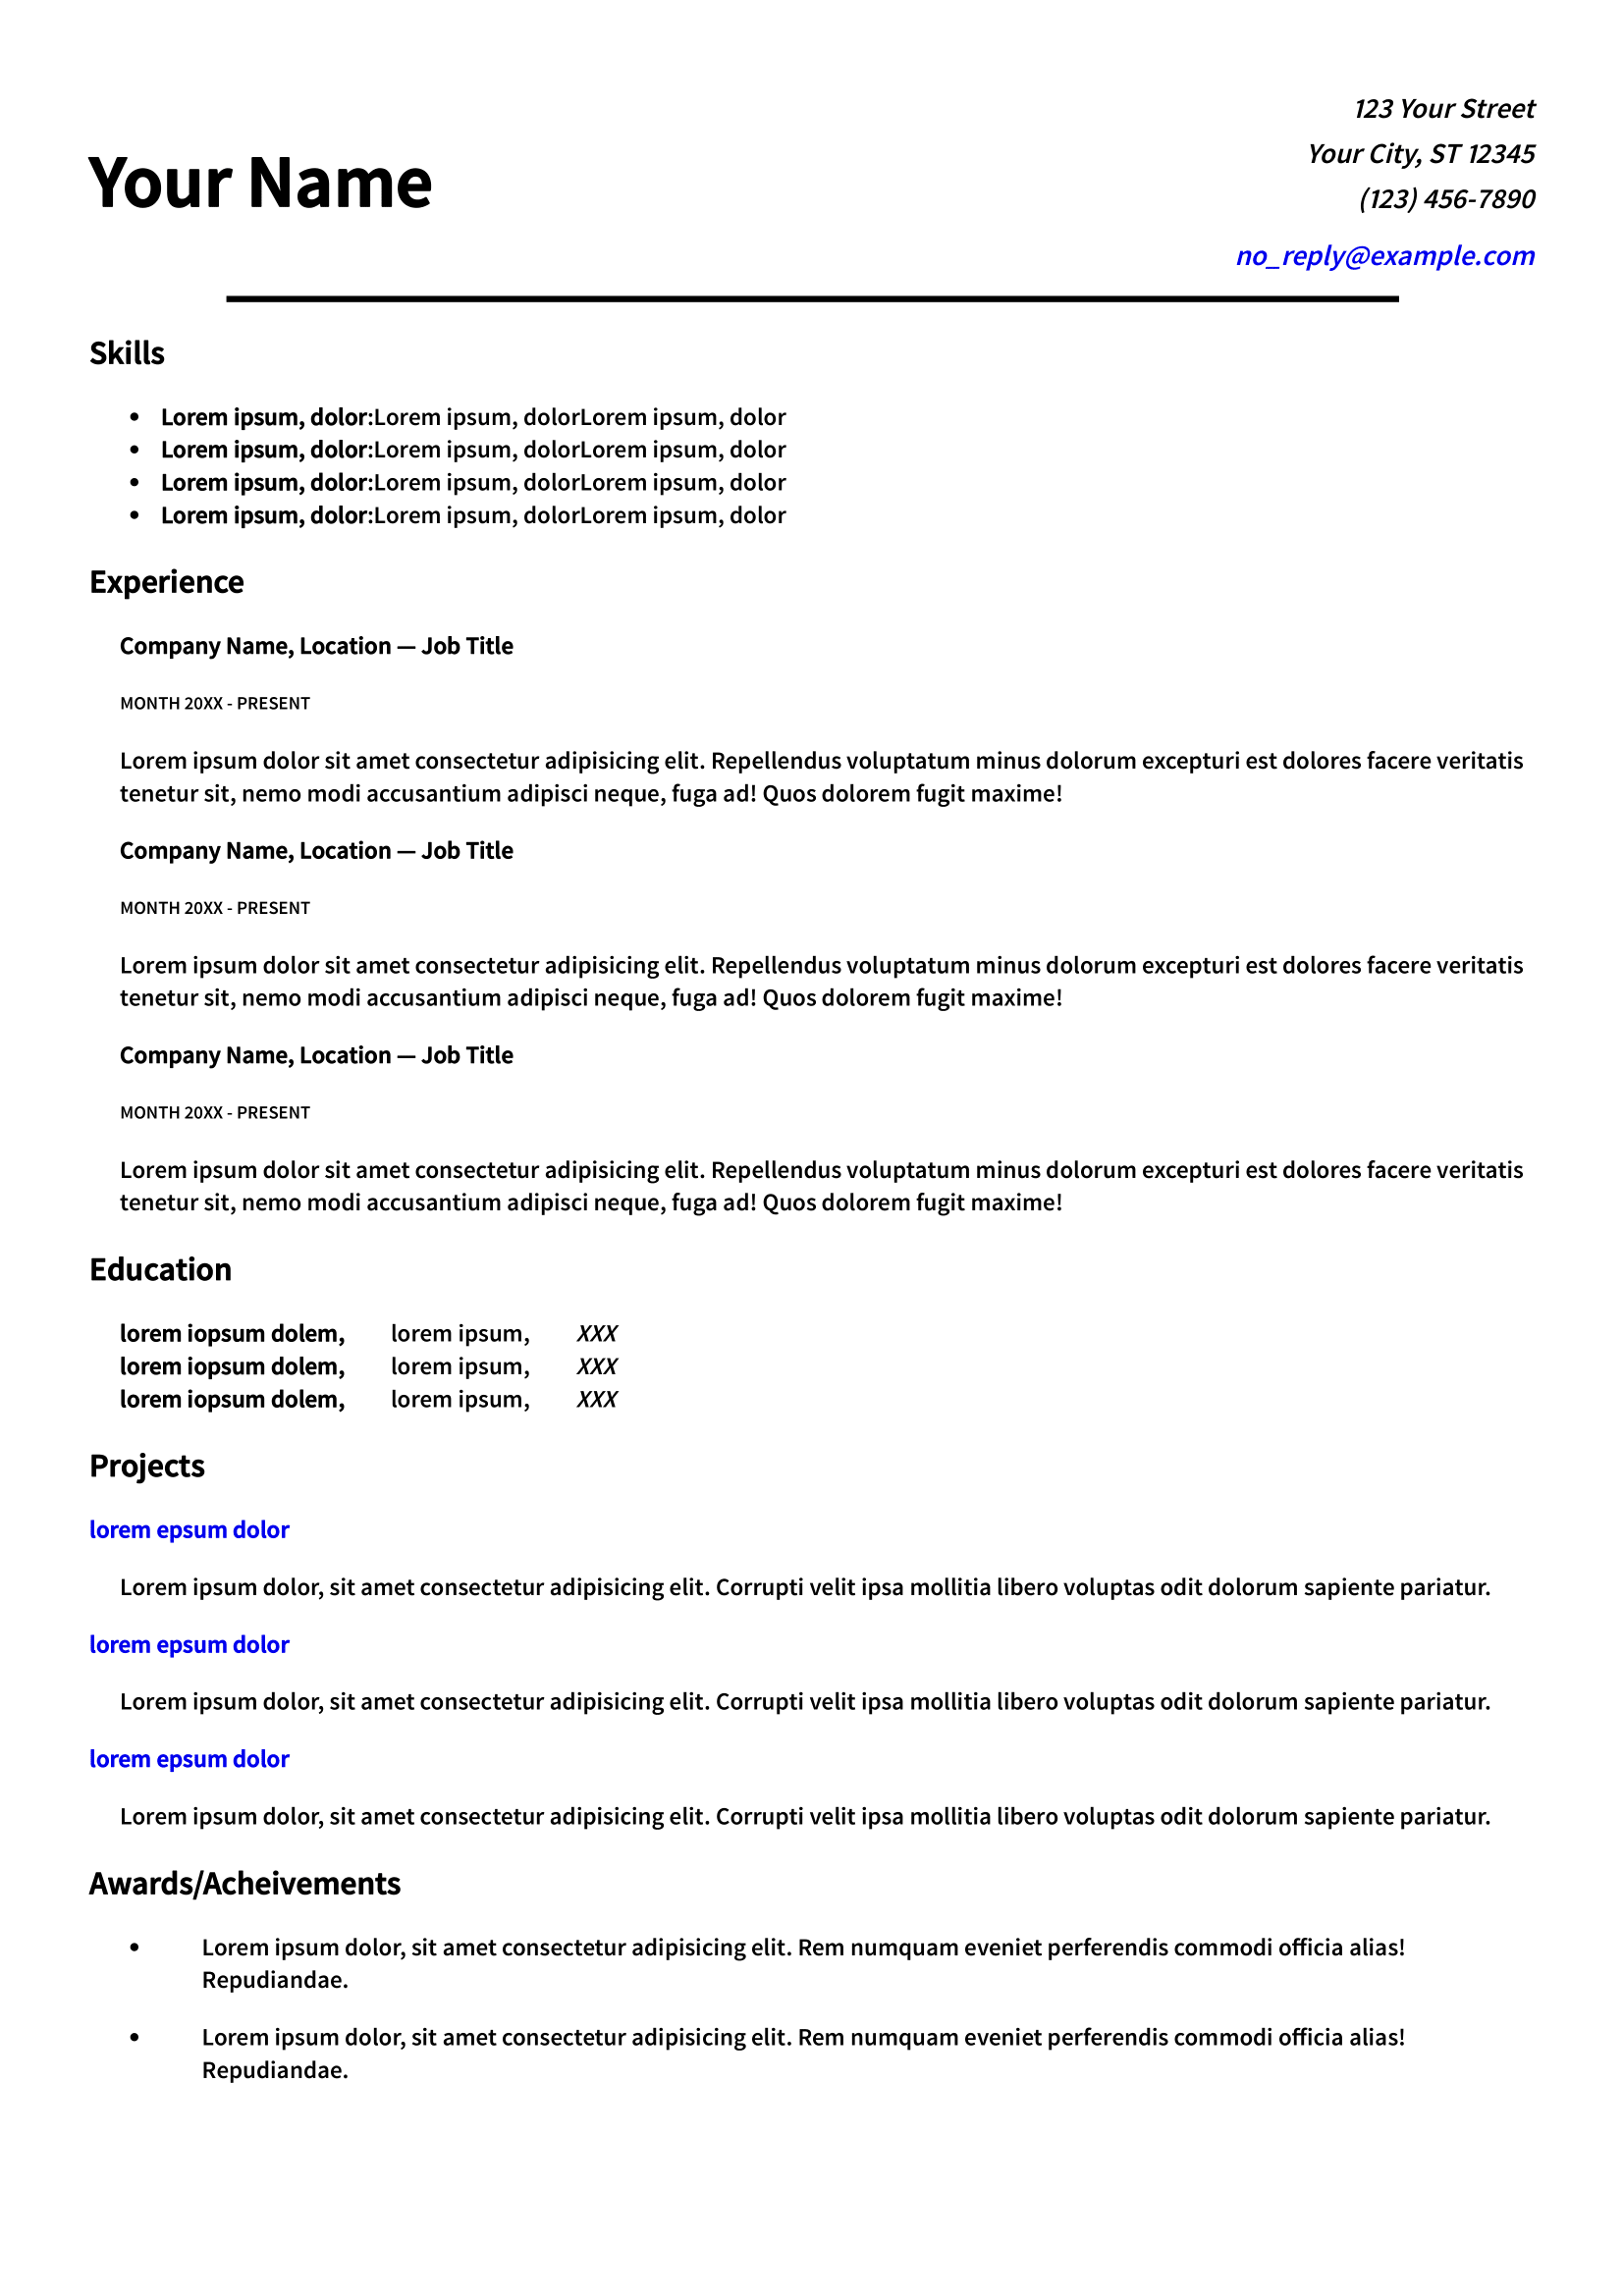 Your Name
123 Your Street
Your City, ST 12345
(123) 456-7890
no_reply@example.com
Skills
• Lorem ipsum, dolor:Lorem ipsum, dolorLorem ipsum, dolor
• Lorem ipsum, dolor:Lorem ipsum, dolorLorem ipsum, dolor
• Lorem ipsum, dolor:Lorem ipsum, dolorLorem ipsum, dolor
• Lorem ipsum, dolor:Lorem ipsum, dolorLorem ipsum, dolor
Experience
Company Name, Location — Job Title
MONTH 20XX - PRESENT
Lorem ipsum dolor sit amet consectetur adipisicing elit. Repellendus voluptatum minus dolorum excepturi est dolores facere veritatis
tenetur sit, nemo modi accusantium adipisci neque, fuga ad! Quos dolorem fugit maxime!
Company Name, Location — Job Title
MONTH 20XX - PRESENT
Lorem ipsum dolor sit amet consectetur adipisicing elit. Repellendus voluptatum minus dolorum excepturi est dolores facere veritatis
tenetur sit, nemo modi accusantium adipisci neque, fuga ad! Quos dolorem fugit maxime!
Company Name, Location — Job Title
MONTH 20XX - PRESENT
Lorem ipsum dolor sit amet consectetur adipisicing elit. Repellendus voluptatum minus dolorum excepturi est dolores facere veritatis
tenetur sit, nemo modi accusantium adipisci neque, fuga ad! Quos dolorem fugit maxime!
Education
lorem iopsum dolem, lorem ipsum, XXX
lorem iopsum dolem, lorem ipsum, XXX
lorem iopsum dolem, lorem ipsum, XXX
Projects
lorem epsum dolor
Lorem ipsum dolor, sit amet consectetur adipisicing elit. Corrupti velit ipsa mollitia libero voluptas odit dolorum sapiente pariatur.
lorem epsum dolor
Lorem ipsum dolor, sit amet consectetur adipisicing elit. Corrupti velit ipsa mollitia libero voluptas odit dolorum sapiente pariatur.
lorem epsum dolor
Lorem ipsum dolor, sit amet consectetur adipisicing elit. Corrupti velit ipsa mollitia libero voluptas odit dolorum sapiente pariatur.
Awards/Acheivements
• Lorem ipsum dolor, sit amet consectetur adipisicing elit. Rem numquam eveniet perferendis commodi officia alias!
Repudiandae.
• Lorem ipsum dolor, sit amet consectetur adipisicing elit. Rem numquam eveniet perferendis commodi officia alias!
Repudiandae.